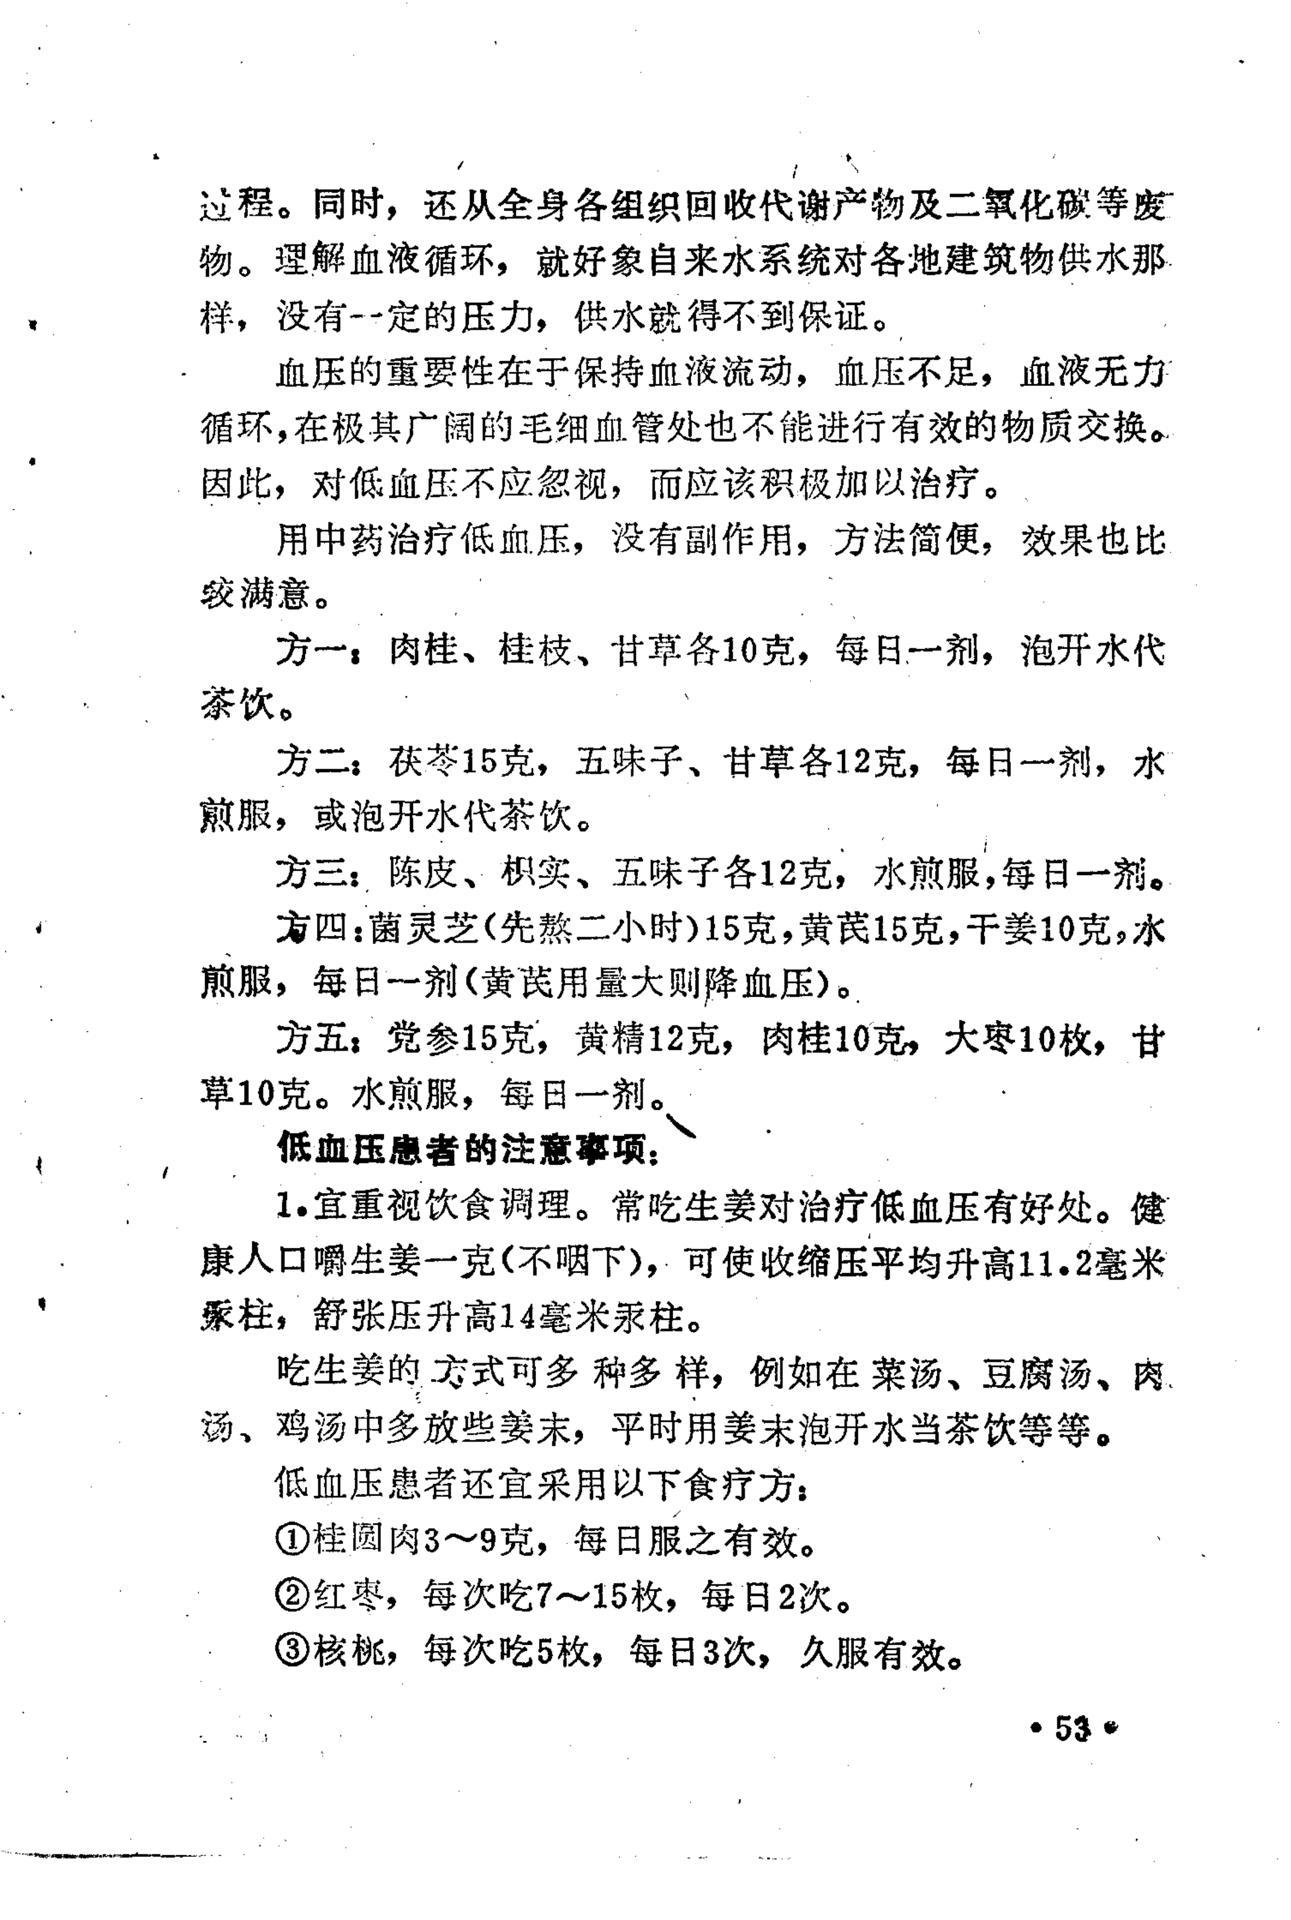 过程。同时，还从全身各组织回收代谢产物及二氧化碳等废
物。理解血液循环，就好象自来水系统对各地建筑物供水那
样，没有一定的压力，供水就得不到保证。
血压的重要性在于保持血液流动，血压不足，血液无力
循环，在极其广阔的毛细血管处也不能进行有效的物质交换。
因此，对低血压不应忽视，而应该积极加以治疗。
用中药治疗低血压，没有副作用，方法简便，效果也比
较满意。
方一：肉桂、桂枝、甘草各10克，每日一剂，泡开水代
茶饮。
方二：茯苓15克，五味子、甘草各12克，每日一剂，水
煎服，或泡开水代茶饮。
方三：陈皮、枳实、五味子各12克，水煎服，每日一剂。
方四：菌灵芝（先熬二小时）15克，黄芪15克，干姜10克，水
煎服，每日一剂（黄芪用量大则降血压）。
方五：党参15克，黄精12克，肉桂10克，大枣10枚，甘
草10克。水煎服，每日一剂。
低血压患者的注意事项：
1.宜重视饮食调理。常吃生姜对治疗低血压有好处。健
康人口嚼生姜一克（不咽下），可使收缩压平均升高11.2毫米
汞柱，舒张压升高14毫米汞柱。
吃生姜的方式可多种多样，例如在菜汤、豆腐汤、肉
汤、鸡汤中多放些姜末，平时用姜末泡开水当茶饮等等。
低血压患者还宜采用以下食疗方：
①桂圆肉3～9克，每日服之有效。
②红枣，每次吃7～15枚，每日2次。
③核桃，每次吃5枚，每日3次，久服有效。
• 53 •